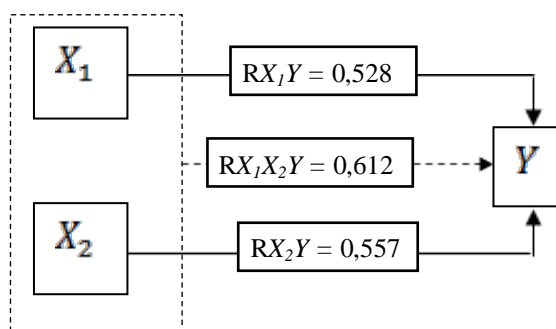 X₁
RX₁Y = 0,528
RX₁X₂Y = 0,612
Y
X₂
RX₂Y = 0,557